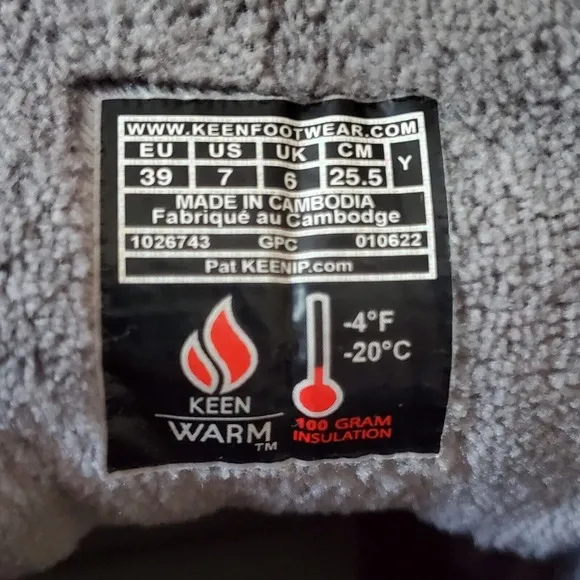 WWW.KEENFOOTWEAR.COM
EU US UK CM Y
39 7 6 25.5
MADE IN CAMBODIA
Fabriqué au Cambodge
1026743 GPC 010622
Pat KEENIP.com
-4°F
-20°C
KEEN
WARM™
100 GRAM
INSULATION